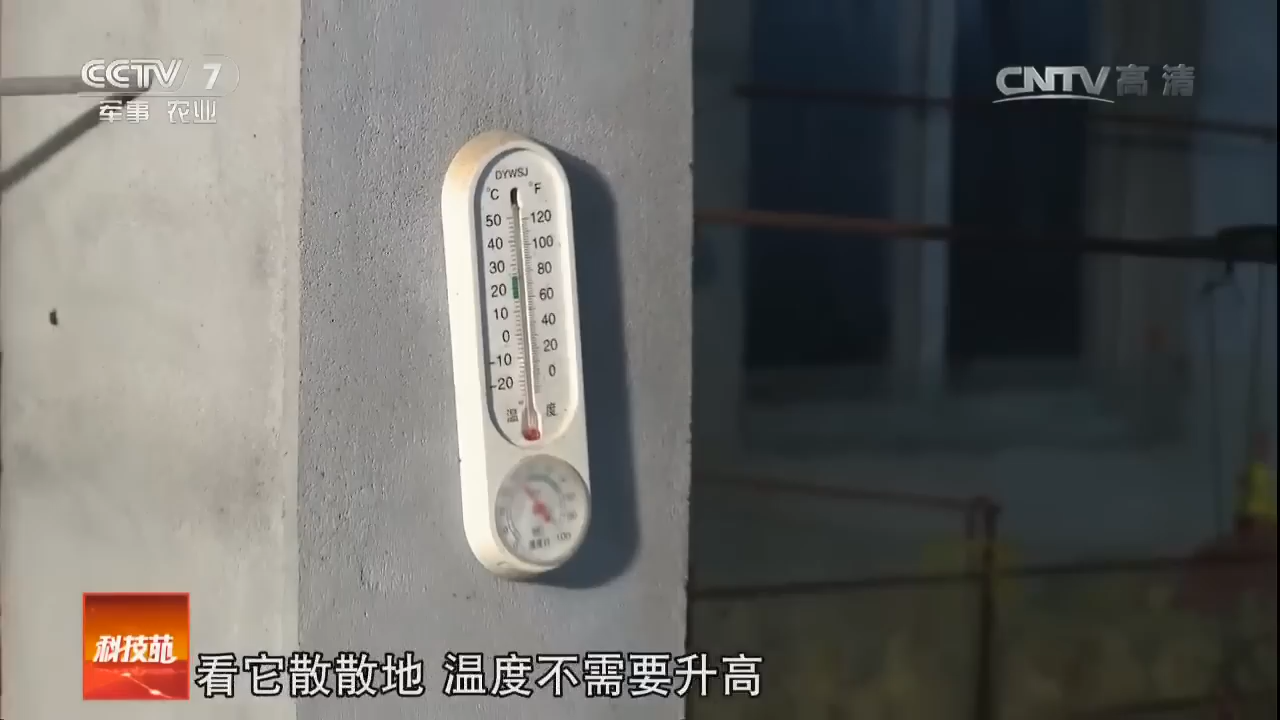 CCTV 7
军事 农业
CNTV高清
DYWSJ
°C °F
50 120
40 100
30 80
20 60
10 40
0 20
-10 0
-20
温度
100
科技苑
看它散散地 温度不需要升高